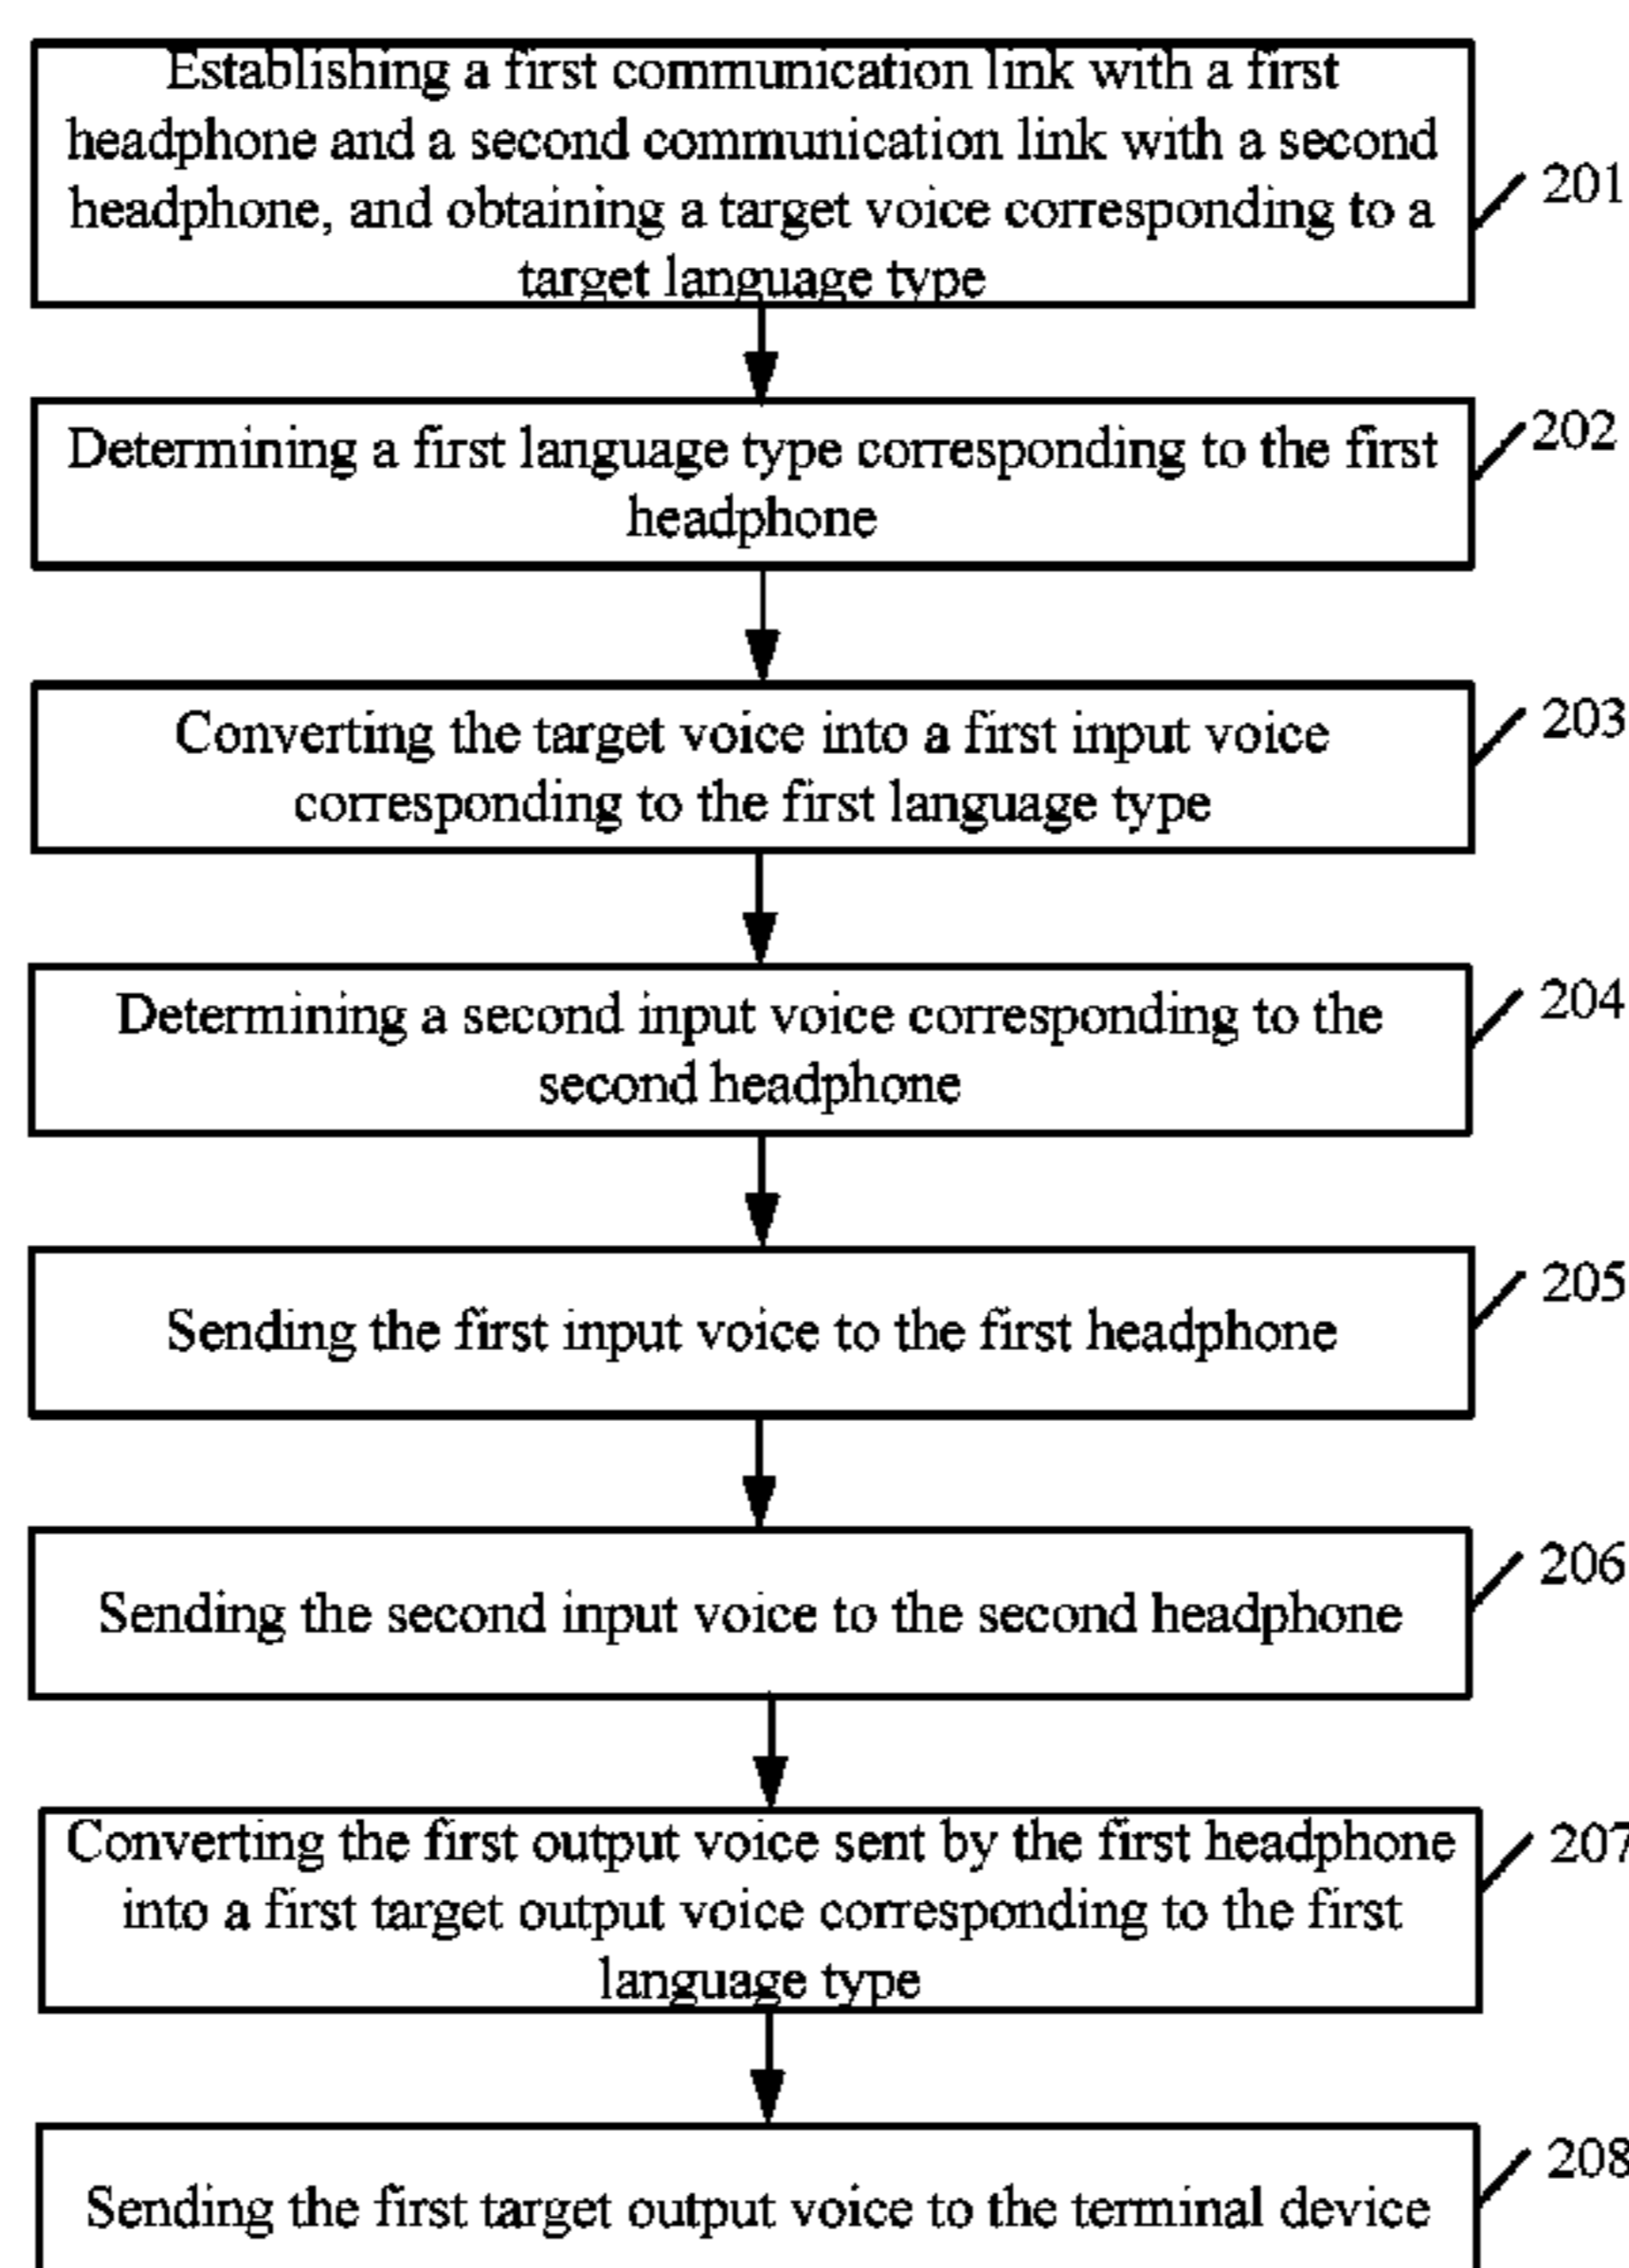 Establishing a first communication link with a first
headphone and a second communication link with a second
headphone, and obtaining a target voice corresponding to a
target language type
201
Determining a first language type corresponding to the first
headphone
202
Converting the target voice into a first input voice
corresponding to the first language type
203
Determining a second input voice corresponding to the
second headphone
204
Sending the first input voice to the first headphone
205
Sending the second input voice to the second headphone
206
Converting the first output voice sent by the first headphone
into a first target output voice corresponding to the first
language type
207
Sending the first target output voice to the terminal device
208